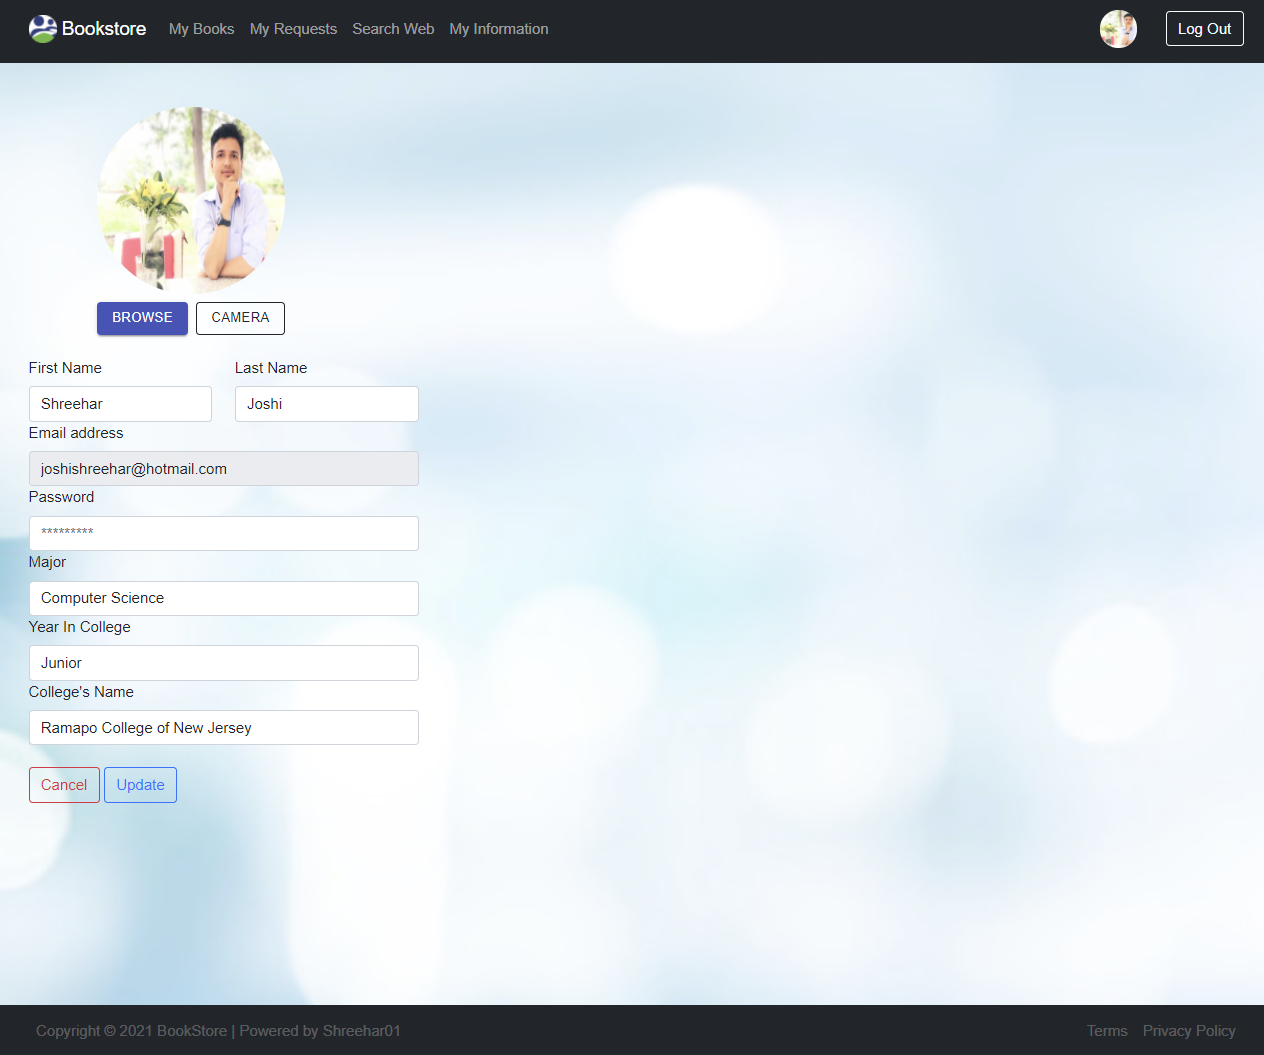 Bookstore My Books My Requests Search Web My Information Log Out
BROWSE CAMERA
First Name Last Name
Shreehar Joshi
Email address
joshishreehar@hotmail.com
Password
*********
Major
Computer Science
Year In College
Junior
College's Name
Ramapo College of New Jersey
Cancel Update
Copyright © 2021 BookStore | Powered by Shreehar01 Terms Privacy Policy